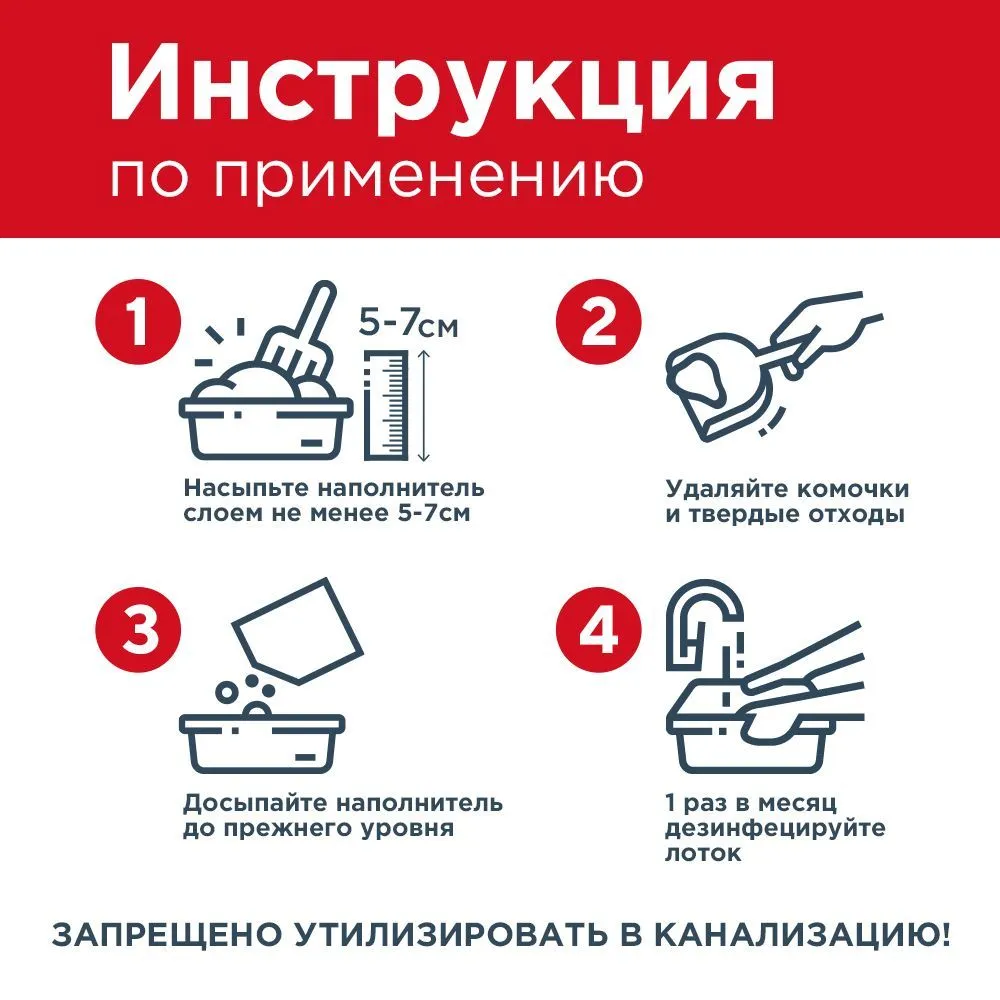 Инструкция
по применению
1
5-7см
Насыпьте наполнитель
слоем не менее 5-7см
2
Удаляйте комочки
и твердые отходы
3
Досыпайте наполнитель
до прежнего уровня
4
1 раз в месяц
дезинфецируйте
лоток
ЗАПРЕЩЕНО УТИЛИЗИРОВАТЬ В КАНАЛИЗАЦИЮ!